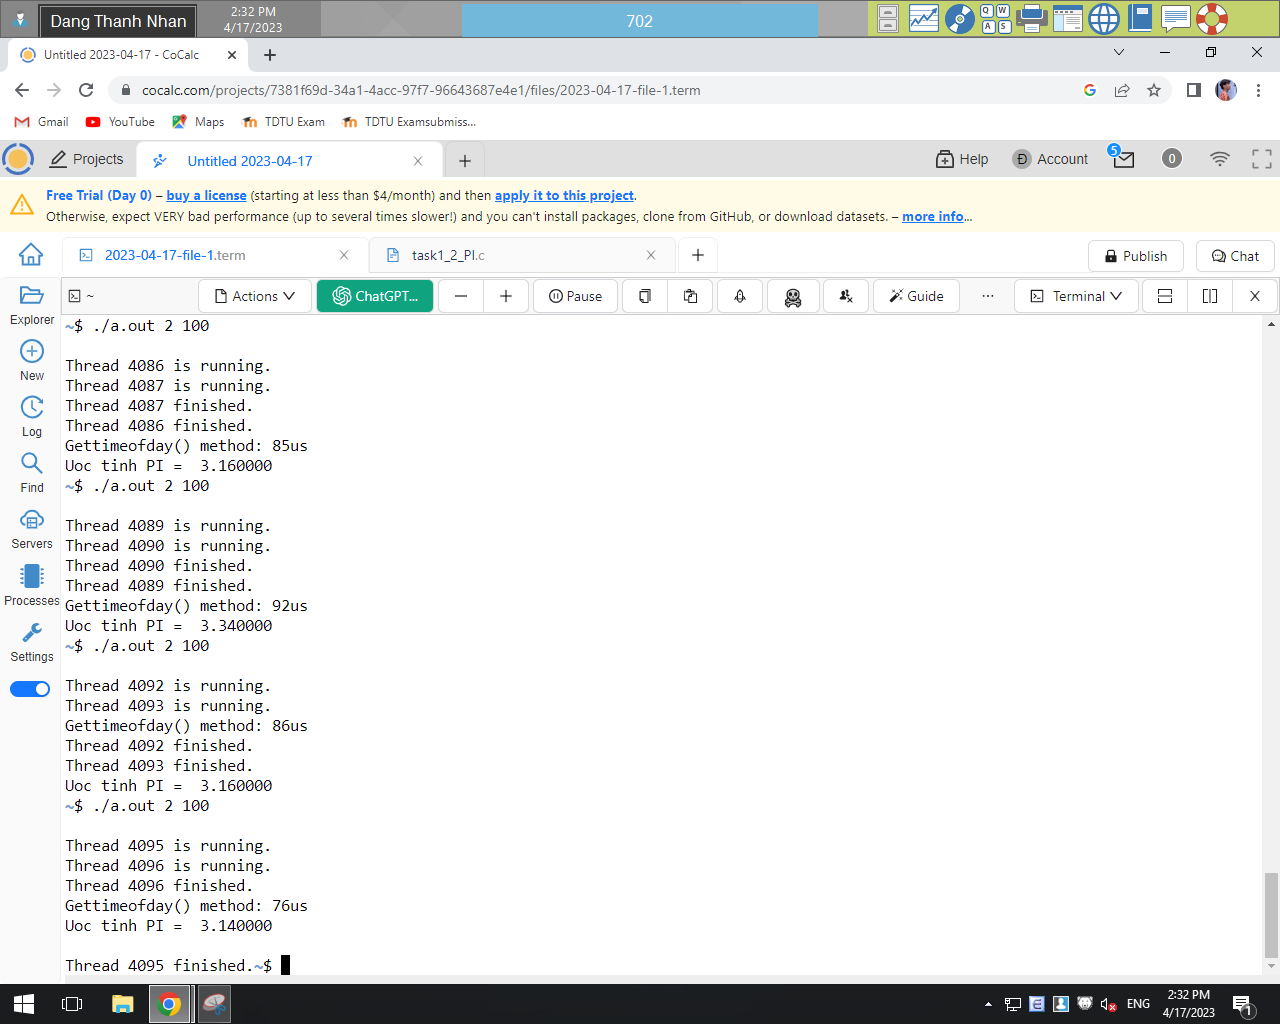 Dang Thanh Nhan
2:32 PM
4/17/2023
702
Q W
A S
Untitled 2023-04-17 - CoCalc
cocalc.com/projects/7381f69d-34a1-4acc-97f7-96643687e4e1/files/2023-04-17-file-1.term
Gmail YouTube Maps TDTU Exam TDTU Examsubmiss...
Projects Untitled 2023-04-17 Help Account 5 0
Free Trial (Day 0) – buy a license (starting at less than $4/month) and then apply it to this project.
Otherwise, expect VERY bad performance (up to several times slower!) and you can't install packages, clone from GitHub, or download datasets. – more info...
2023-04-17-file-1.term task1_2_PI.c Publish Chat
~ Actions ChatGPT... Pause Guide ... Terminal
Explorer
New
Log
Find
Servers
Processes
Settings
~$ ./a.out 2 100
Thread 4086 is running.
Thread 4087 is running.
Thread 4087 finished.
Thread 4086 finished.
Gettimeofday() method: 85us
Uoc tinh PI =  3.160000
~$ ./a.out 2 100
Thread 4089 is running.
Thread 4090 is running.
Thread 4090 finished.
Thread 4089 finished.
Gettimeofday() method: 92us
Uoc tinh PI =  3.340000
~$ ./a.out 2 100
Thread 4092 is running.
Thread 4093 is running.
Gettimeofday() method: 86us
Thread 4092 finished.
Thread 4093 finished.
Uoc tinh PI =  3.160000
~$ ./a.out 2 100
Thread 4095 is running.
Thread 4096 is running.
Thread 4096 finished.
Gettimeofday() method: 76us
Uoc tinh PI =  3.140000
Thread 4095 finished.~$
ENG
2:32 PM
4/17/2023
1